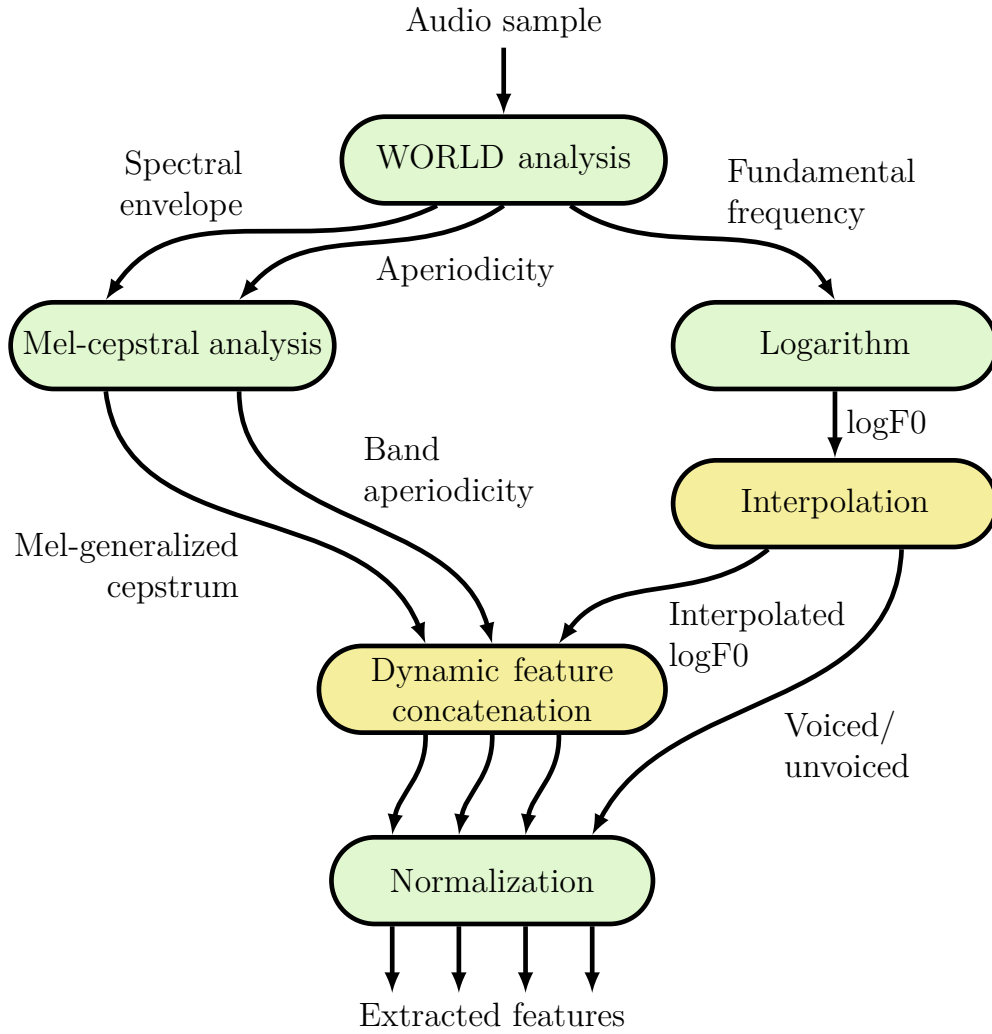 Audio sample
WORLD analysis
Spectral
envelope
Fundamental
frequency
Aperiodicity
Mel-cepstral analysis
Logarithm
logF0
Band
aperiodicity
Interpolation
Mel-generalized
cepstrum
Interpolated
logF0
Dynamic feature
concatenation
Voiced/
unvoiced
Normalization
Extracted features